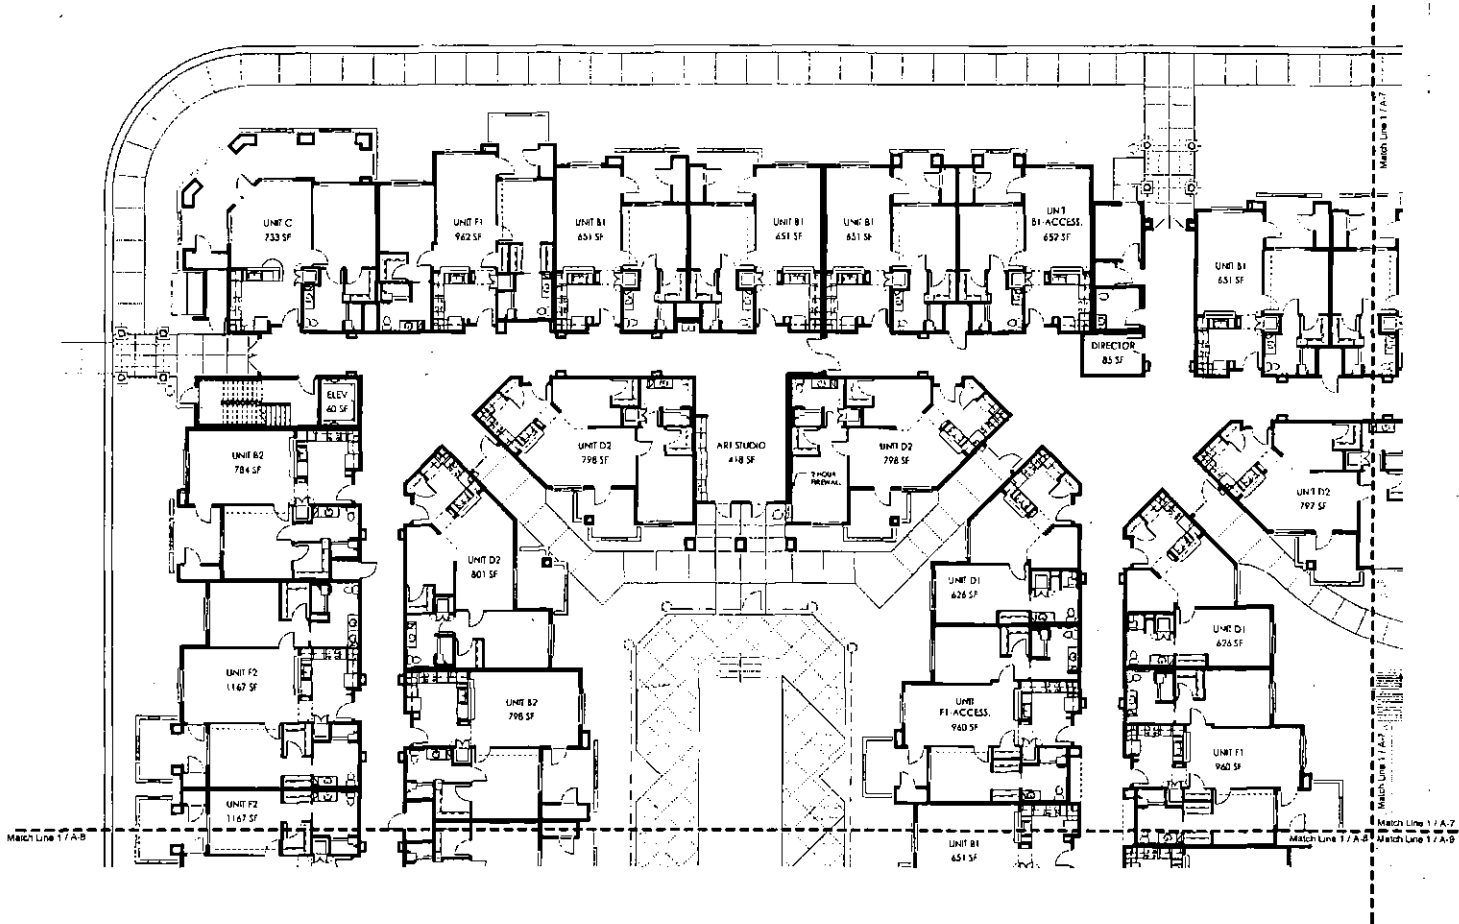 Match Line 1 / A-7
UNIT C
733 SF
UNIT F1
962 SF
UNIT B1
651 SF
UNIT B1
651 SF
UNIT B1
651 SF
UNIT
B1-ACCESS.
652 SF
UNIT B1
651 SF
DIRECTOR
85 SF
ELEV
60 SF
UNIT B2
784 SF
UNIT D2
798 SF
ART STUDIO
418 SF
UNIT D2
798 SF
2 HOUR
FIREWALL
UNIT D2
797 SF
UNIT D2
801 SF
UNIT D1
626 SF
UNIT D1
626 SF
UNIT F2
1167 SF
UNIT B2
798 SF
UNIT
F1-ACCESS.
960 SF
UNIT F1
960 SF
Match Line 1 / A-7
UNIT F2
1167 SF
Match Line 1 / A-8
UNIT B1
651 SF
Match Line 1 / A-7
Match Line 1 / A-8
Match Line 1 / A-9